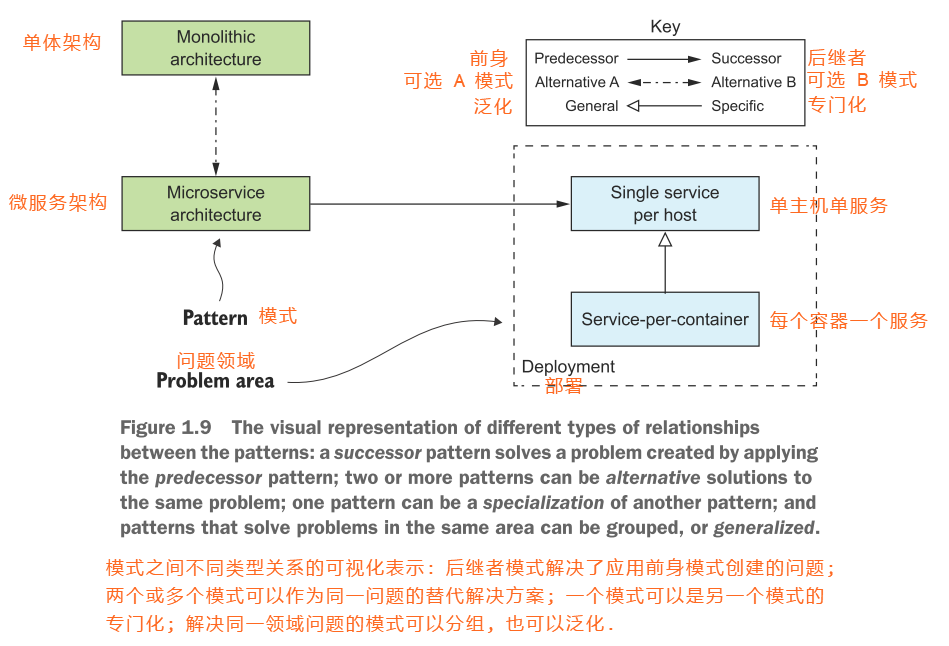 单体架构
Monolithic
architecture
Key
前身
Predecessor
Successor
后继者
可选 A 模式
Alternative A
Alternative B
可选 B 模式
泛化
General
Specific
专门化
微服务架构
Microservice
architecture
Single service
per host
单主机单服务
Pattern 模式
Service-per-container
每个容器一个服务
问题领域
Problem area
Deployment
部署
Figure 1.9 The visual representation of different types of relationships
between the patterns: a successor pattern solves a problem created by applying
the predecessor pattern; two or more patterns can be alternative solutions to
the same problem; one pattern can be a specialization of another pattern; and
patterns that solve problems in the same area can be grouped, or generalized.
模式之间不同类型关系的可视化表示: 后继者模式解决了应用前身模式创建的问题;
两个或多个模式可以作为同一问题的替代解决方案; 一个模式可以是另一个模式的
专门化; 解决同一领域问题的模式可以分组, 也可以泛化.